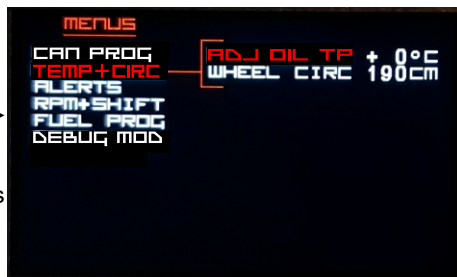 MENUS
CAN PROG
TEMP+CIRC
ALERTS
RPM+SHIFT
FUEL PROG
DEBUG MOD
ADJ OIL TP + 0°C
WHEEL CIRC 190CM
s